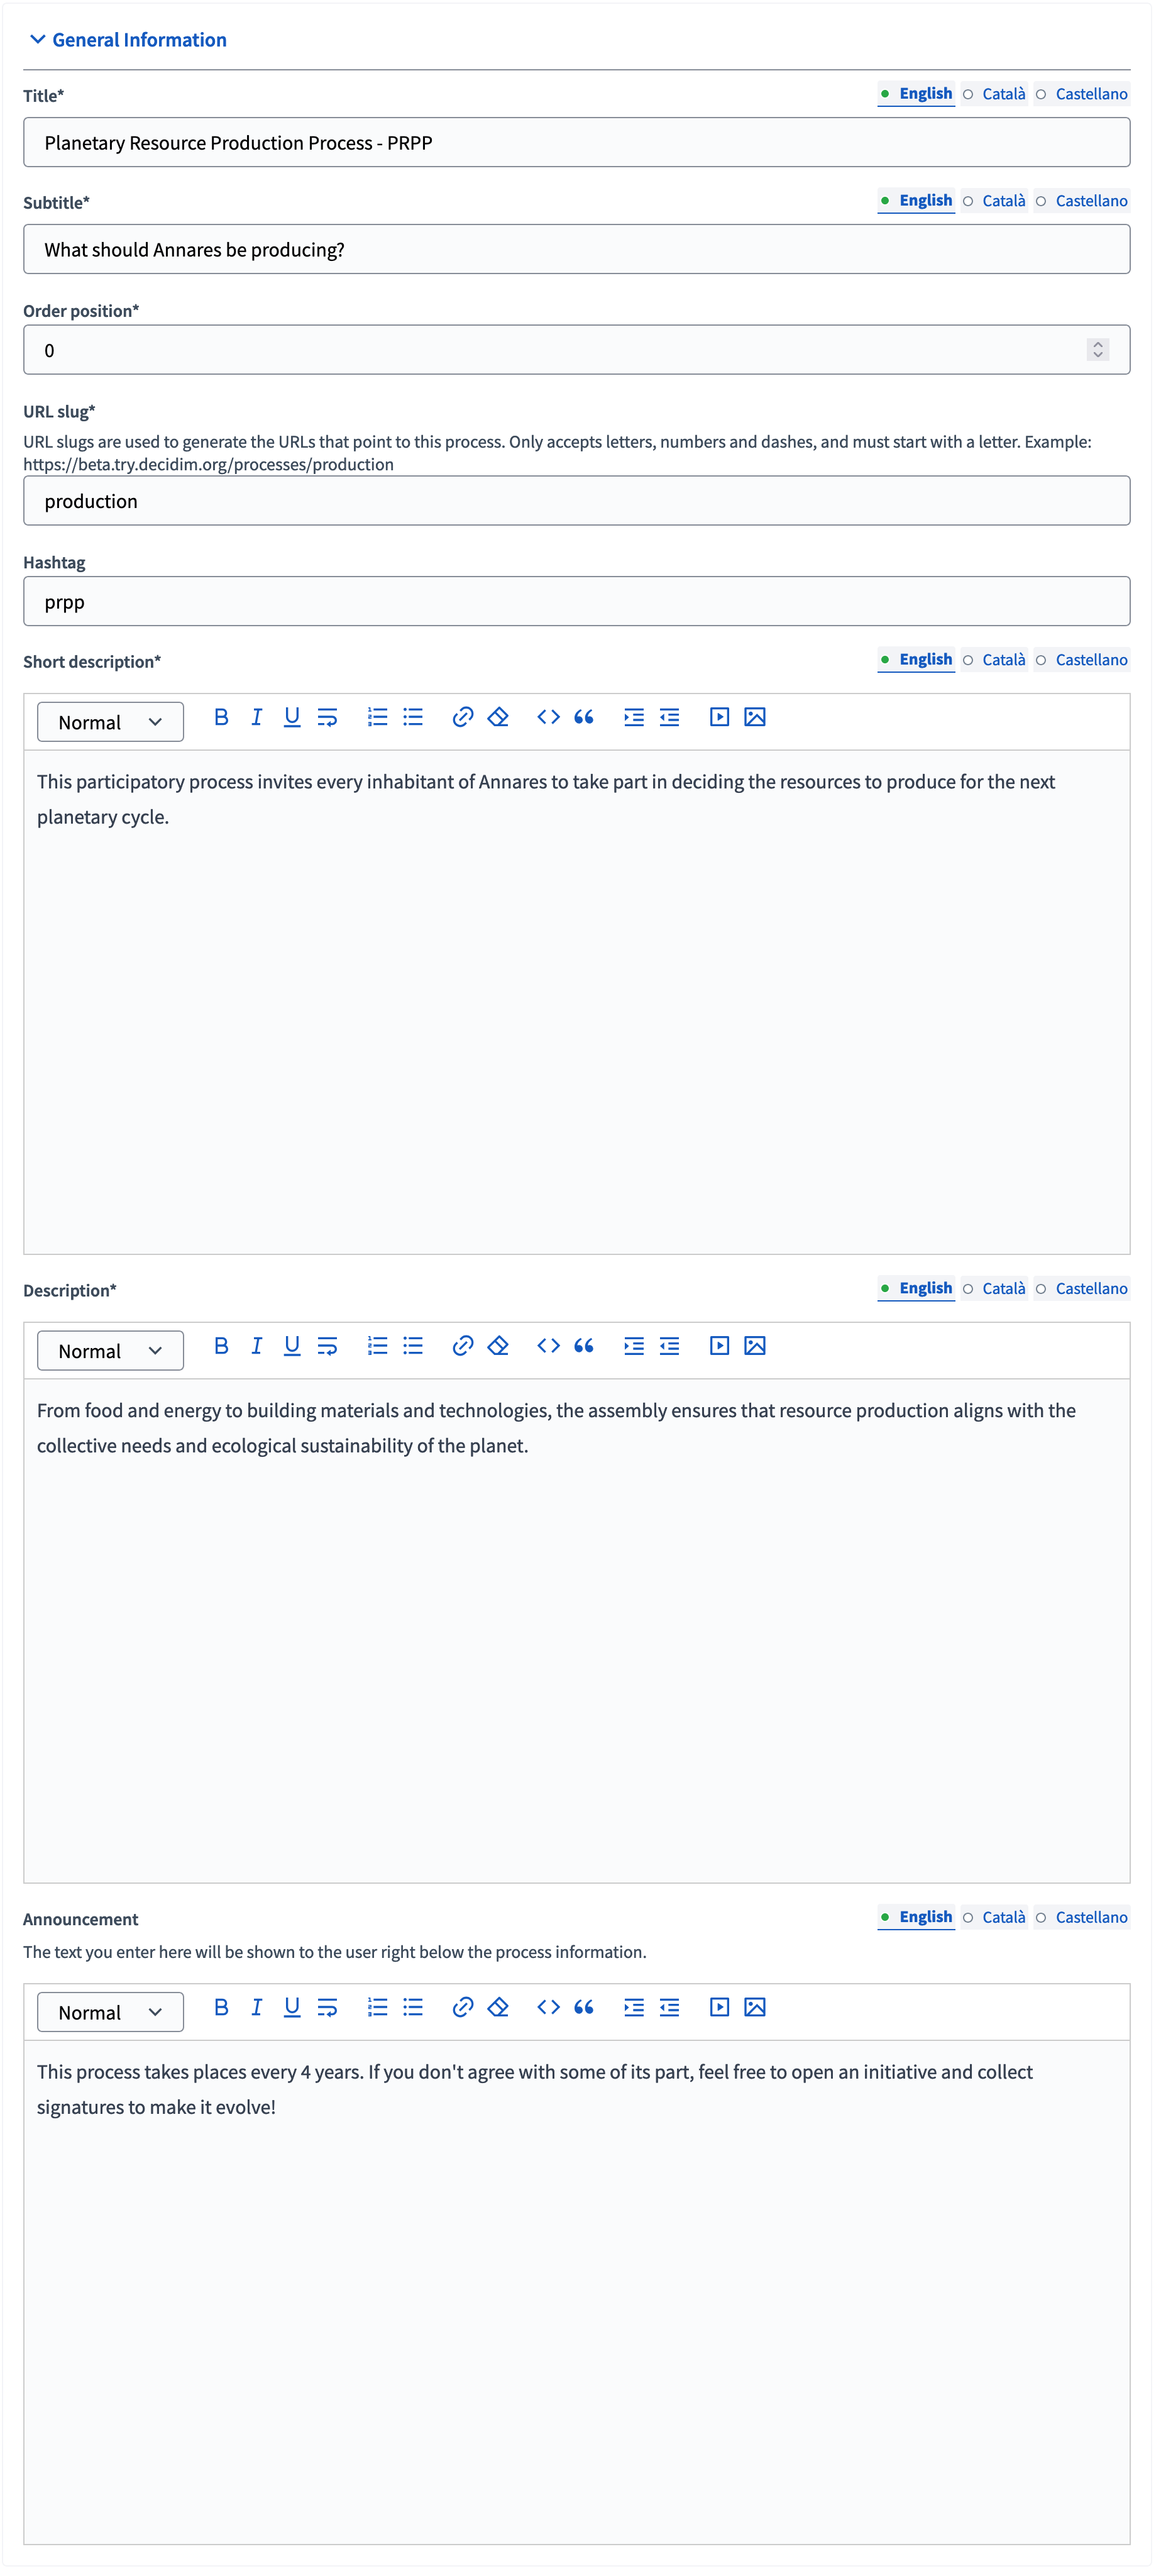 General Information
Title*
English Català Castellano
Planetary Resource Production Process - PRPP
Subtitle*
English Català Castellano
What should Annares be producing?
Order position*
0
URL slug*
URL slugs are used to generate the URLs that point to this process. Only accepts letters, numbers and dashes, and must start with a letter. Example:
https://beta.try.decidim.org/processes/production
production
Hashtag
prpp
Short description*
English Català Castellano
Normal
This participatory process invites every inhabitant of Annares to take part in deciding the resources to produce for the next
planetary cycle.
Description*
English Català Castellano
Normal
From food and energy to building materials and technologies, the assembly ensures that resource production aligns with the
collective needs and ecological sustainability of the planet.
Announcement
English Català Castellano
The text you enter here will be shown to the user right below the process information.
Normal
This process takes places every 4 years. If you don't agree with some of its part, feel free to open an initiative and collect
signatures to make it evolve!